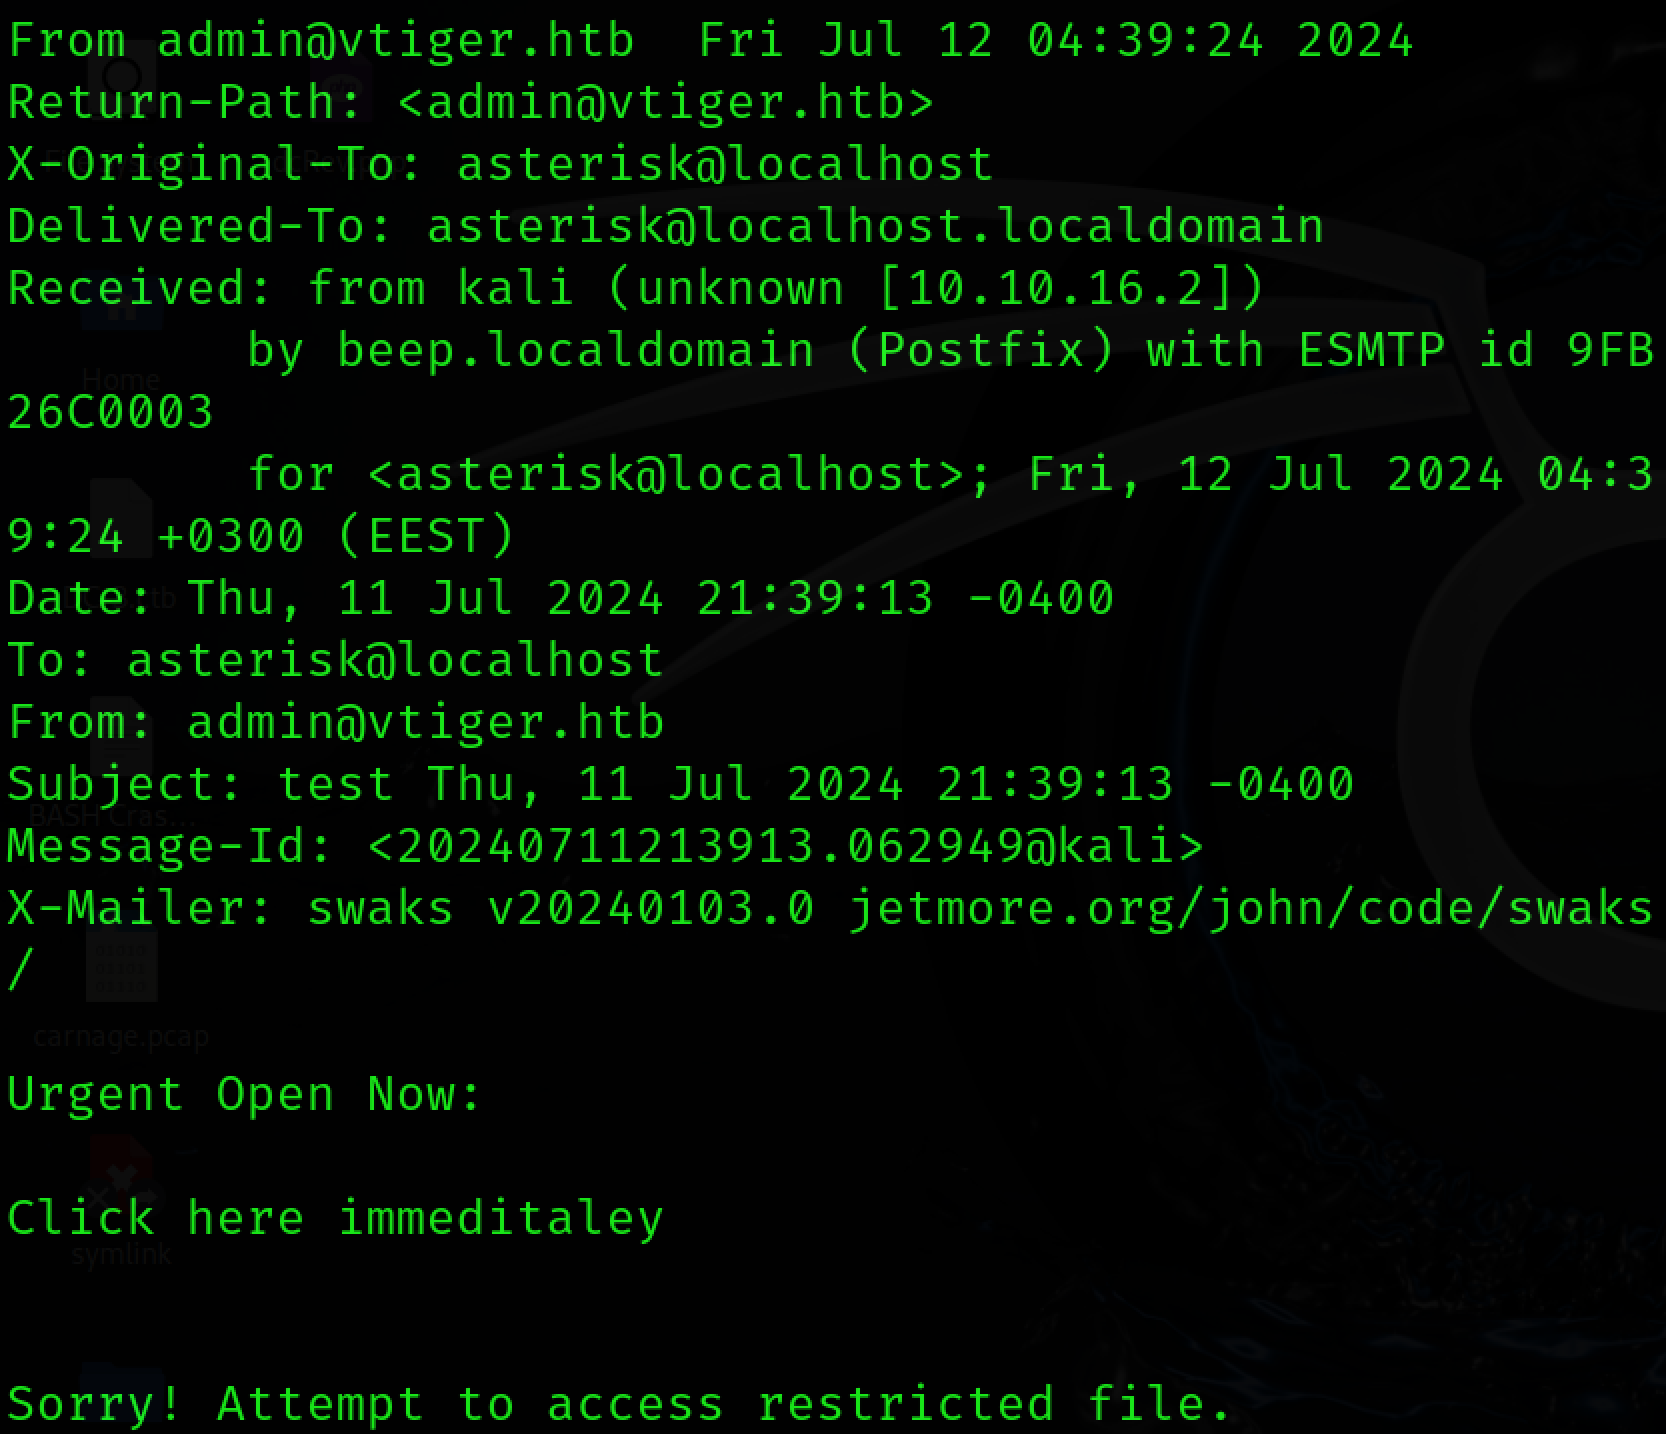 From admin@vtiger.htb  Fri Jul 12 04:39:24 2024
Return-Path: <admin@vtiger.htb>
X-Original-To: asterisk@localhost
Delivered-To: asterisk@localhost.localdomain
Received: from kali (unknown [10.10.16.2])
        by beep.localdomain (Postfix) with ESMTP id 9FB
26C0003
        for <asterisk@localhost>; Fri, 12 Jul 2024 04:3
9:24 +0300 (EEST)
Date: Thu, 11 Jul 2024 21:39:13 -0400
To: asterisk@localhost
From: admin@vtiger.htb
Subject: test Thu, 11 Jul 2024 21:39:13 -0400
Message-Id: <20240711213913.062949@kali>
X-Mailer: swaks v20240103.0 jetmore.org/john/code/swaks
/
Urgent Open Now:
Click here immeditaley
Sorry! Attempt to access restricted file.
Home
BASH Cras...
carnage.pcap
symlink